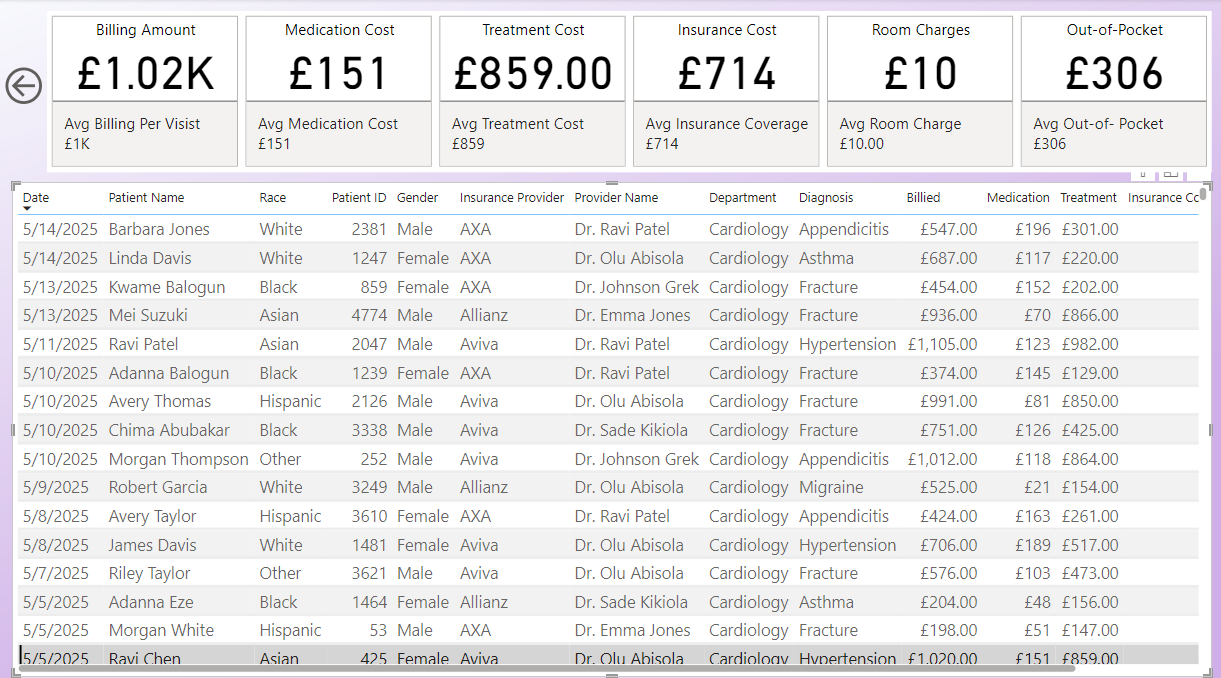 Billing Amount Medication Cost Treatment Cost Insurance Cost Room Charges Out-of-Pocket
£1.02K £151 £859.00 £714 £10 £306
Avg Billing Per Visist Avg Medication Cost Avg Treatment Cost Avg Insurance Coverage Avg Room Charge Avg Out-of- Pocket
£1K £151 £859 £714 £10.00 £306
Date Patient Name Race Patient ID Gender Insurance Provider Provider Name Department Diagnosis Billied Medication Treatment Insurance Cc
5/14/2025 Barbara Jones White 2381 Male AXA Dr. Ravi Patel Cardiology Appendicitis £547.00 £196 £301.00
5/14/2025 Linda Davis White 1247 Female AXA Dr. Olu Abisola Cardiology Asthma £687.00 £117 £220.00
5/13/2025 Kwame Balogun Black 859 Female AXA Dr. Johnson Grek Cardiology Fracture £454.00 £152 £202.00
5/13/2025 Mei Suzuki Asian 4774 Male Allianz Dr. Emma Jones Cardiology Fracture £936.00 £70 £866.00
5/11/2025 Ravi Patel Asian 2047 Male Aviva Dr. Ravi Patel Cardiology Hypertension £1,105.00 £123 £982.00
5/10/2025 Adanna Balogun Black 1239 Female AXA Dr. Ravi Patel Cardiology Fracture £374.00 £145 £129.00
5/10/2025 Avery Thomas Hispanic 2126 Male Aviva Dr. Olu Abisola Cardiology Fracture £991.00 £81 £850.00
5/10/2025 Chima Abubakar Black 3338 Male Aviva Dr. Sade Kikiola Cardiology Fracture £751.00 £126 £425.00
5/10/2025 Morgan Thompson Other 252 Male Aviva Dr. Johnson Grek Cardiology Appendicitis £1,012.00 £118 £864.00
5/9/2025 Robert Garcia White 3249 Male Allianz Dr. Olu Abisola Cardiology Migraine £525.00 £21 £154.00
5/8/2025 Avery Taylor Hispanic 3610 Female AXA Dr. Ravi Patel Cardiology Appendicitis £424.00 £163 £261.00
5/8/2025 James Davis White 1481 Female Aviva Dr. Olu Abisola Cardiology Hypertension £706.00 £189 £517.00
5/7/2025 Riley Taylor Other 3621 Male Aviva Dr. Olu Abisola Cardiology Fracture £576.00 £103 £473.00
5/5/2025 Adanna Eze Black 1464 Female Allianz Dr. Sade Kikiola Cardiology Asthma £204.00 £48 £156.00
5/5/2025 Morgan White Hispanic 53 Male AXA Dr. Emma Jones Cardiology Fracture £198.00 £51 £147.00
5/5/2025 Ravi Chen Asian 425 Female Aviva Dr. Olu Abisola Cardiology Hypertension £1,020.00 £151 £859.00